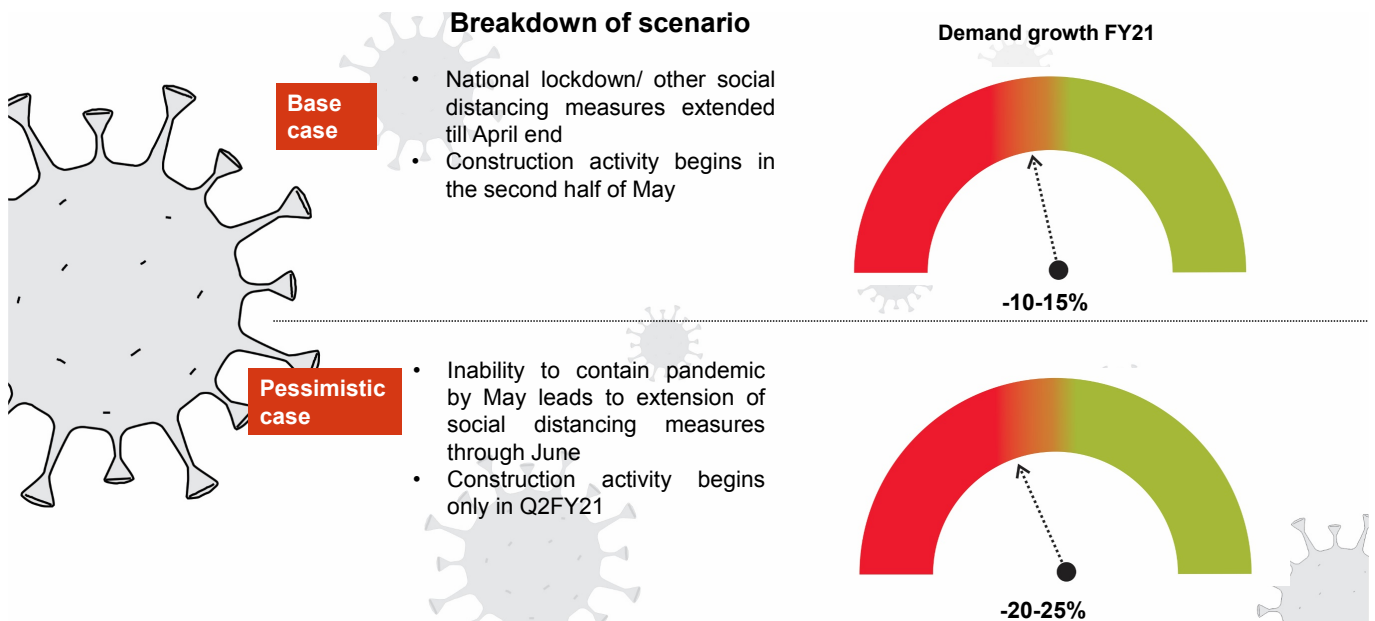 Breakdown of scenario
Demand growth FY21
Base
case
• National lockdown/ other social
distancing measures extended
till April end
• Construction activity begins in
the second half of May
-10-15%
Pessimistic
case
• Inability to contain pandemic
by May leads to extension of
social distancing measures
through June
• Construction activity begins
only in Q2FY21
-20-25%